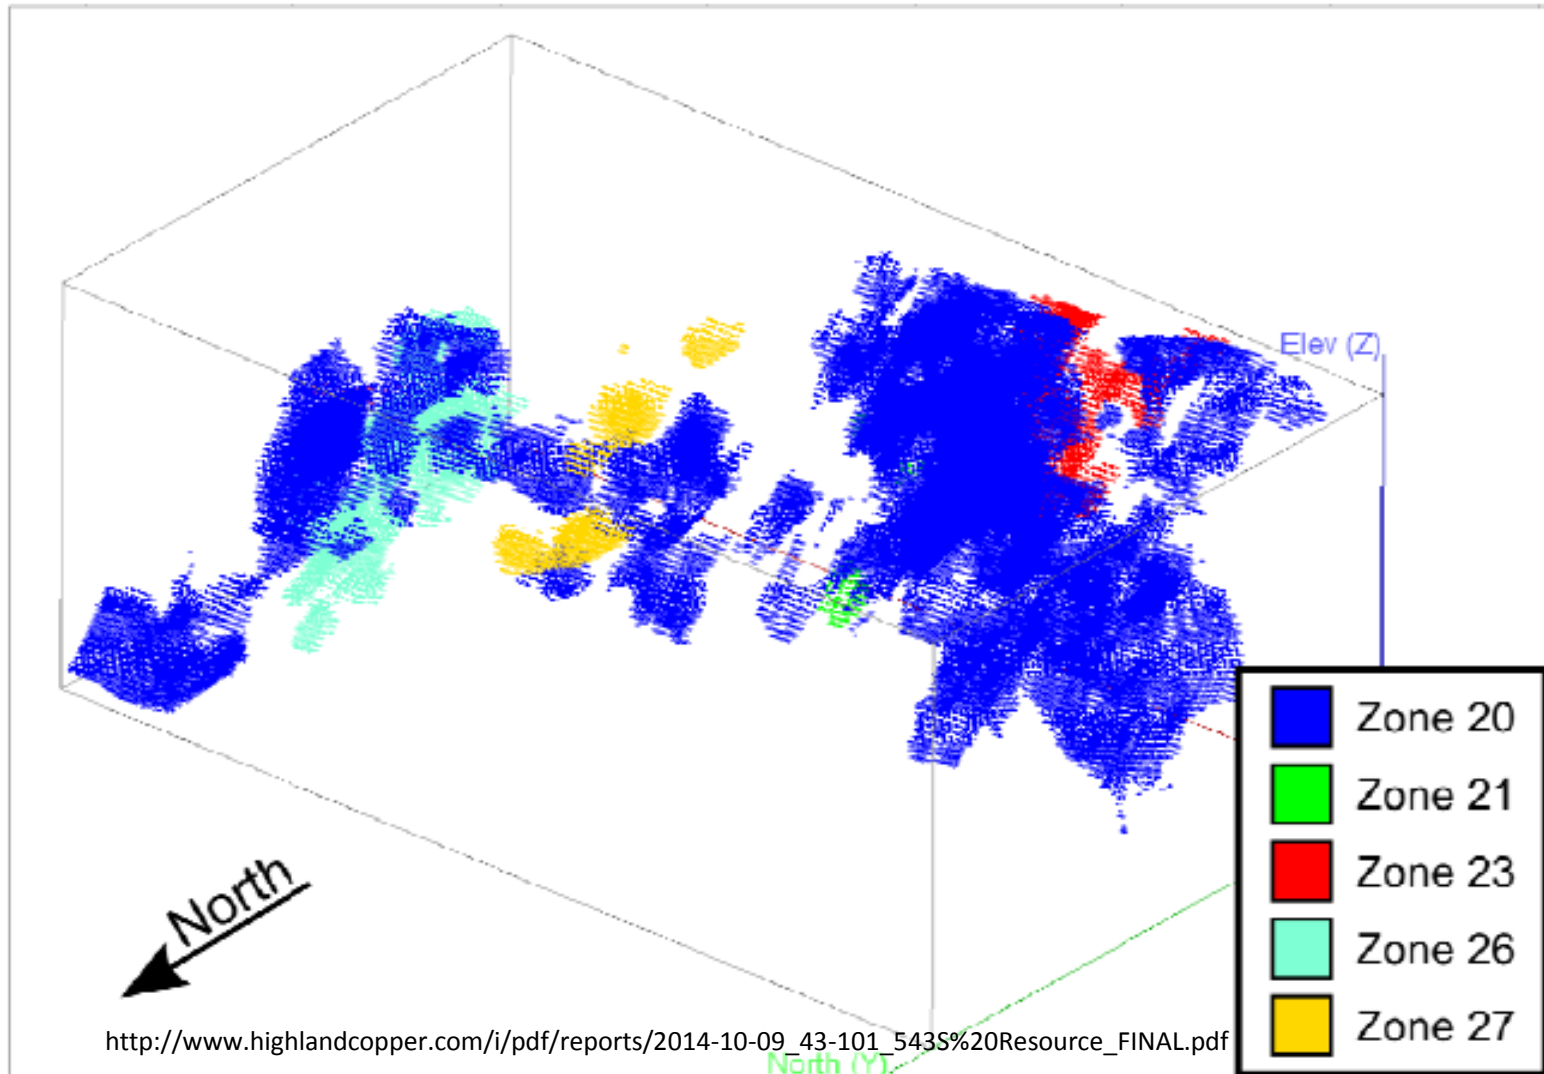 Elev (Z)
Zone 20
Zone 21
Zone 23
Zone 26
Zone 27
North
http://www.highlandcopper.com/i/pdf/reports/2014-10-09_43-101_543S%20Resource_FINAL.pdf
North (Y)